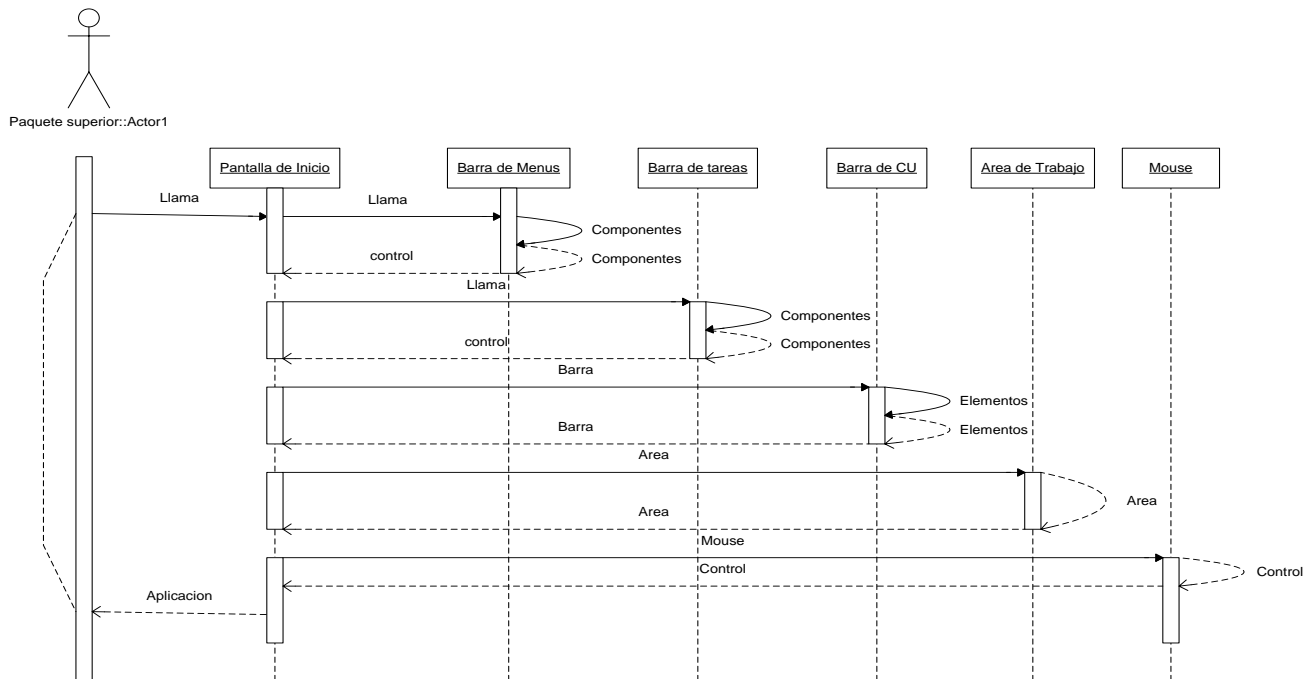 Paquete superior::Actor1
Pantalla de Inicio
Barra de Menus
Barra de tareas
Barra de CU
Area de Trabajo
Mouse
Llama
Llama
Componentes
control
Componentes
Llama
Componentes
control
Componentes
Barra
Elementos
Barra
Elementos
Area
Area
Area
Mouse
Control
Control
Aplicacion